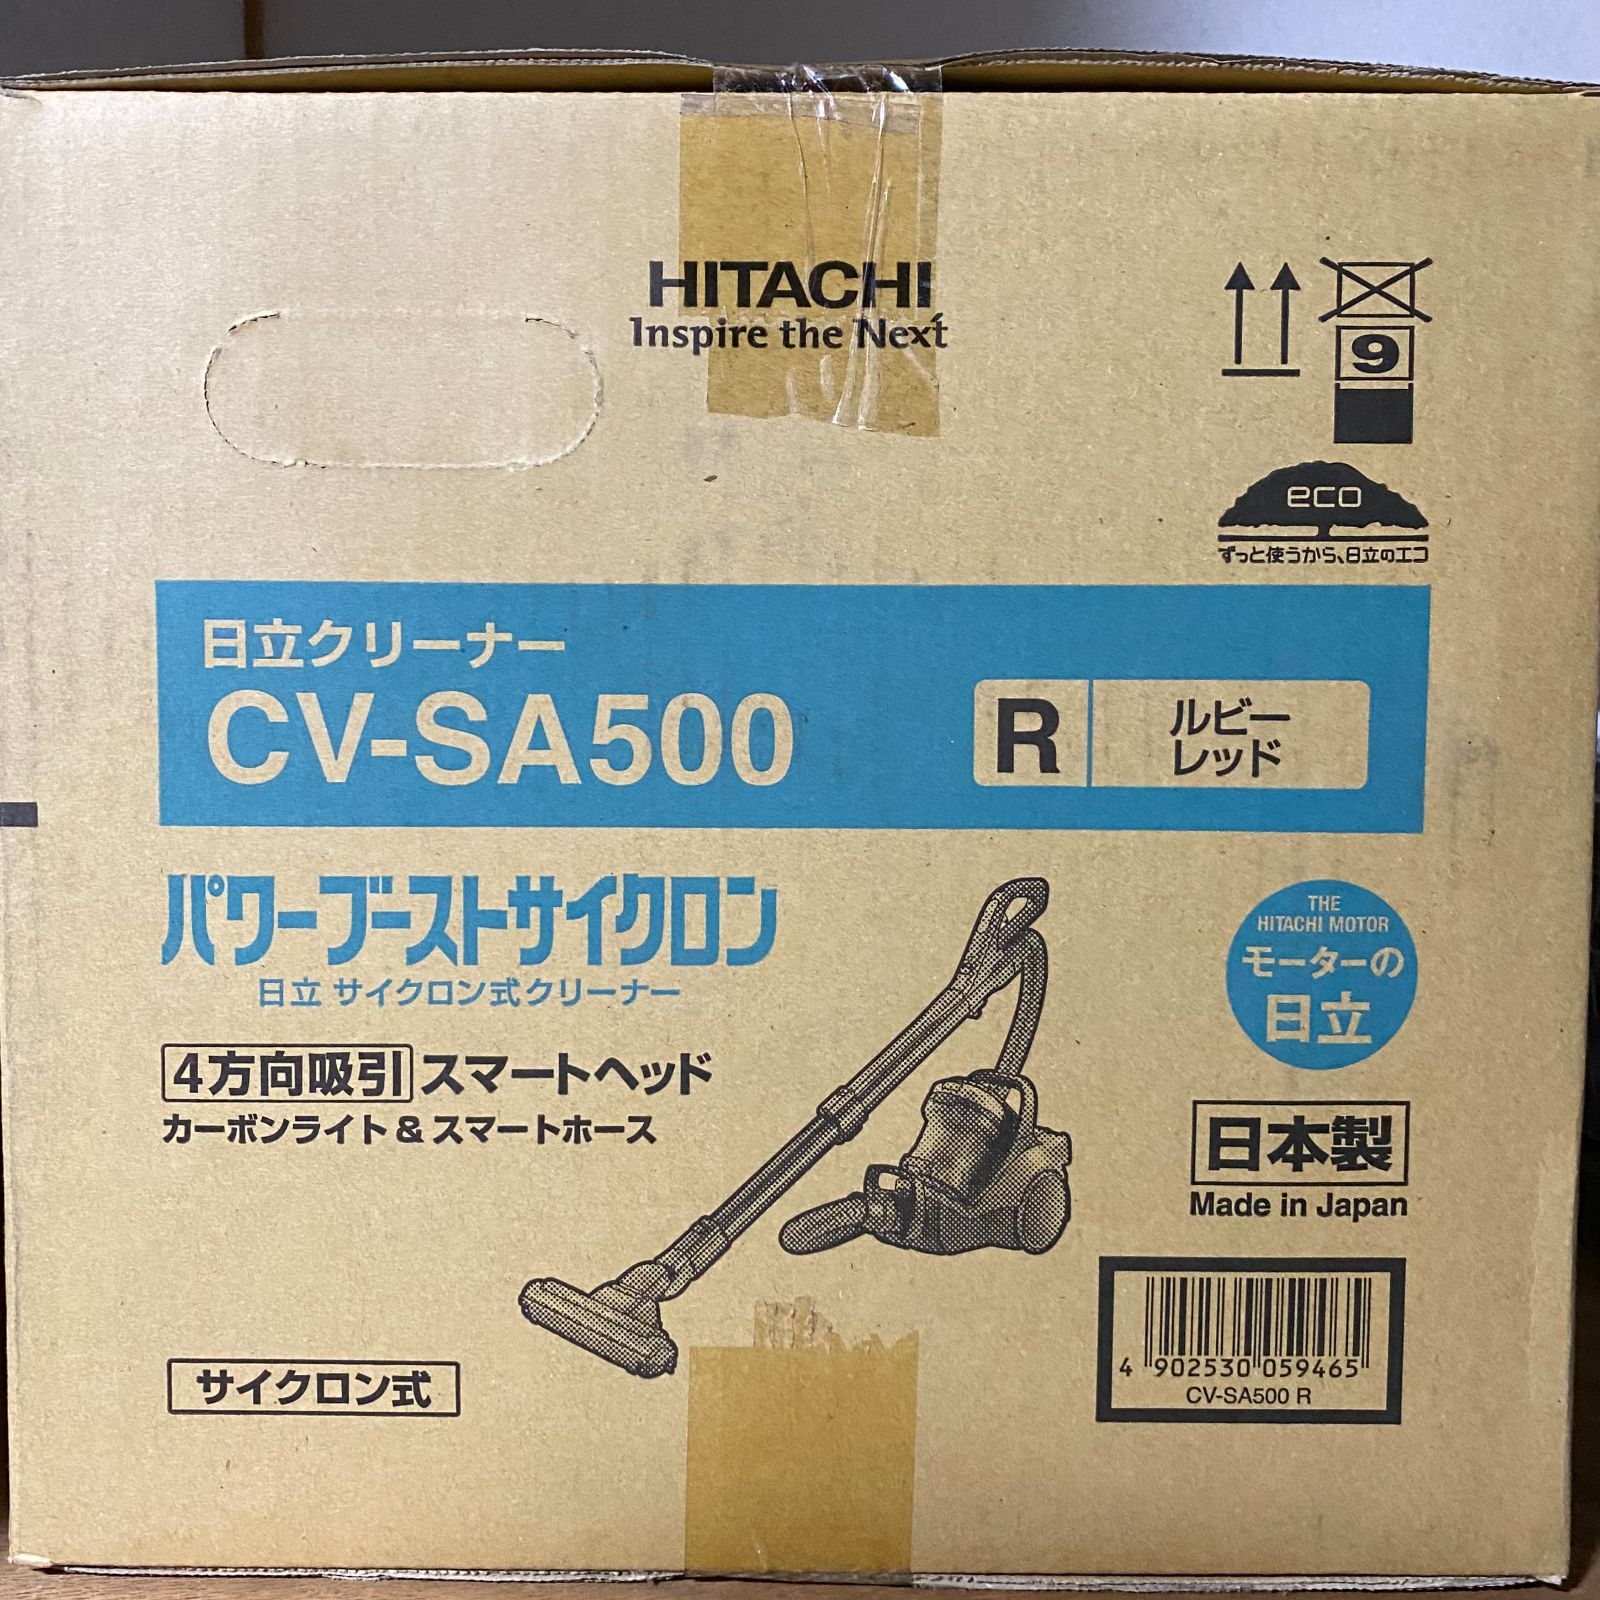 HITACHI
Inspire the Next
9
eco
ずっと使うから、日立のエコ
日立クリーナー
CV-SA500
R
ルビー
レッド
パワーブーストサイクロン
日立 サイクロン式クリーナー
4方向吸引 スマートヘッド
カーボンライト&スマートホース
THE
HITACHI MOTOR
モーターの
日立
日本製
Made in Japan
サイクロン式
4 902530 059465
CV-SA500 R